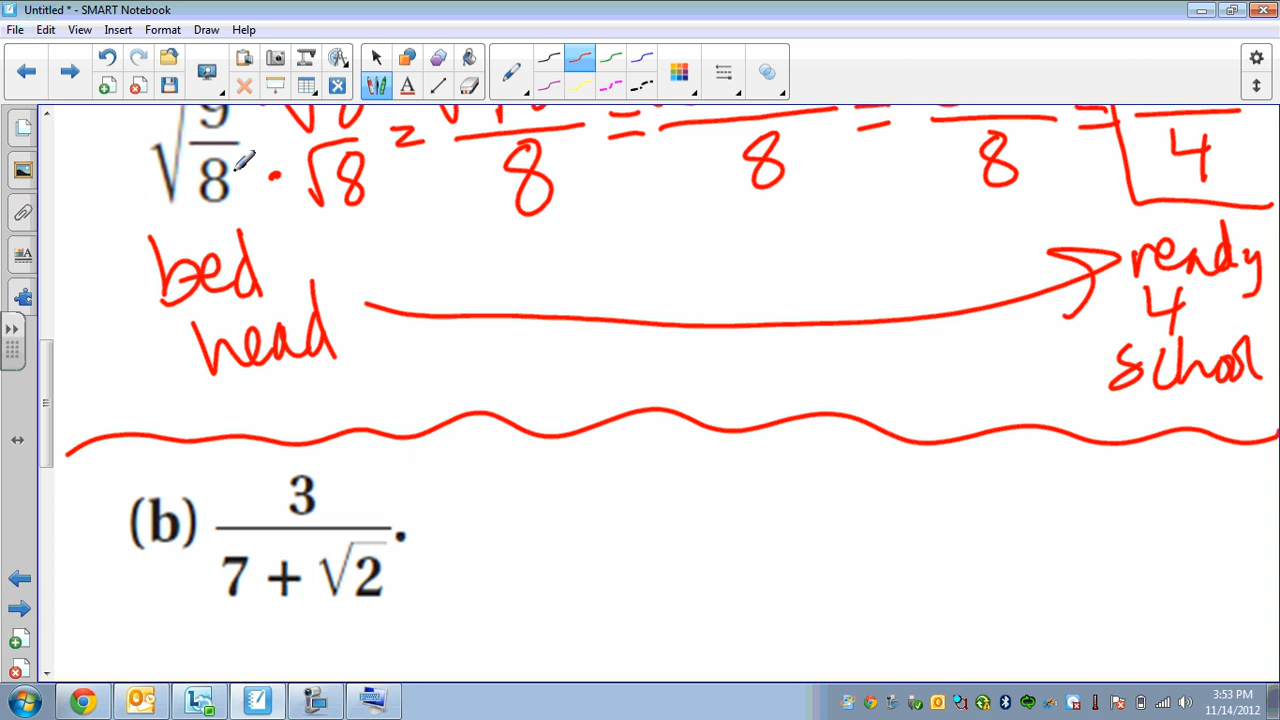 Untitled * - SMART Notebook
File Edit View Insert Format Draw Help
√9/8 · √8 = 8 = 8 = 8 = 4
bed
head
ready
4
school
(b) 3/(7 + √2).
3:53 PM
11/14/2012